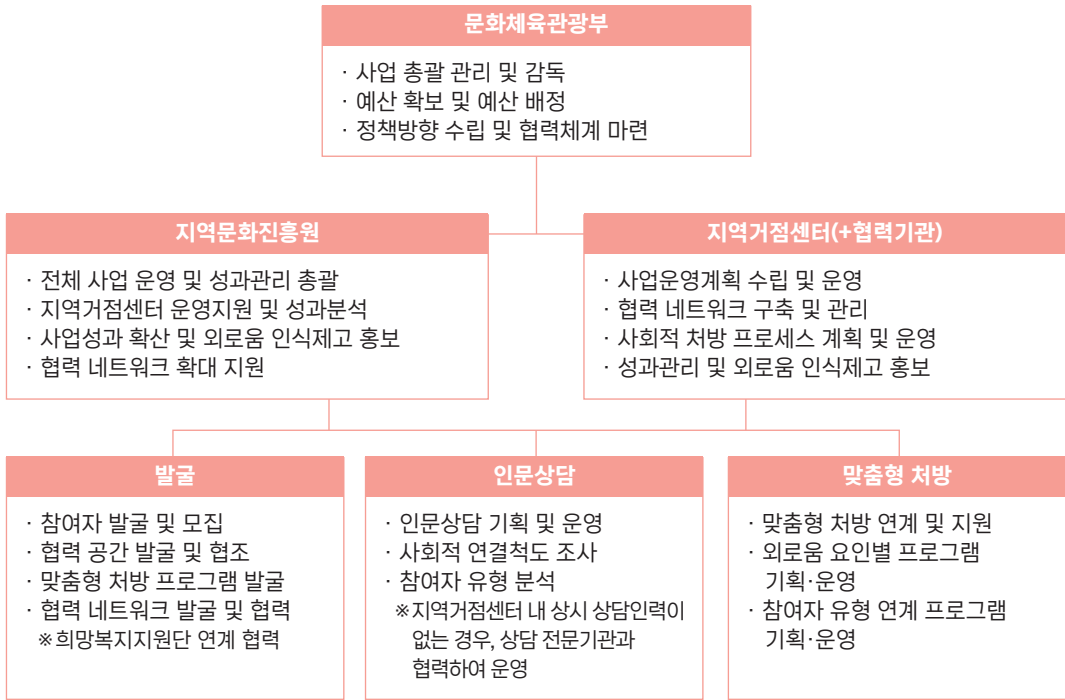 문화체육관광부
· 사업 총괄 관리 및 감독
· 예산 확보 및 예산 배정
· 정책방향 수립 및 협력체계 마련
지역문화진흥원
· 전체 사업 운영 및 성과관리 총괄
· 지역거점센터 운영지원 및 성과분석
· 사업성과 확산 및 외로움 인식제고 홍보
· 협력 네트워크 확대 지원
지역거점센터(+협력기관)
· 사업운영계획 수립 및 운영
· 협력 네트워크 구축 및 관리
· 사회적 처방 프로세스 계획 및 운영
· 성과관리 및 외로움 인식제고 홍보
발굴
· 참여자 발굴 및 모집
· 협력 공간 발굴 및 협조
· 맞춤형 처방 프로그램 발굴
· 협력 네트워크 발굴 및 협력
※희망복지지원단 연계 협력
인문상담
· 인문상담 기획 및 운영
· 사회적 연결척도 조사
· 참여자 유형 분석
※지역거점센터 내 상시 상담인력이
없는 경우, 상담 전문기관과
협력하여 운영
맞춤형 처방
· 맞춤형 처방 연계 및 지원
· 외로움 요인별 프로그램
기획·운영
· 참여자 유형 연계 프로그램
기획·운영